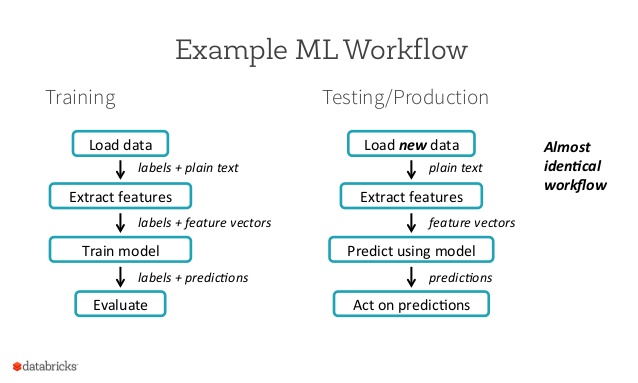 Example ML Workflow
Training
Load data
labels + plain text
Extract features
labels + feature vectors
Train model
labels + predictions
Evaluate
Testing/Production
Load new data
plain text
Extract features
feature vectors
Predict using model
predictions
Act on predictions
Almost
identical
workflow
databricks